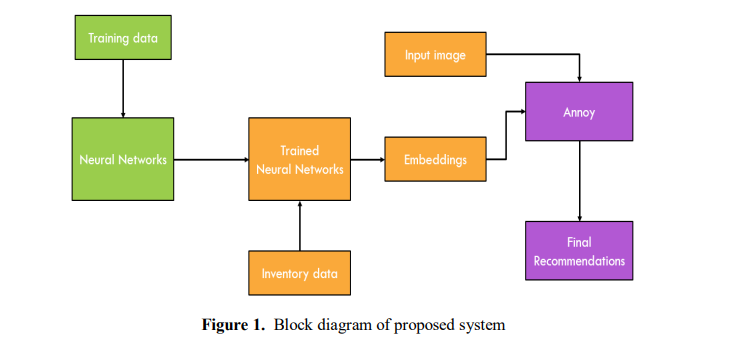 Training data
Input image
Annoy
Neural Networks
Trained
Neural Networks
Embeddings
Final
Recommendations
Inventory data
Figure 1. Block diagram of proposed system